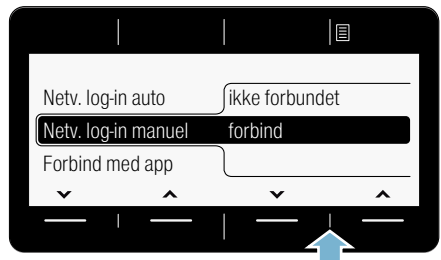 Netv. log-in auto ikke forbundet
Netv. log-in manuel forbind
Forbind med app